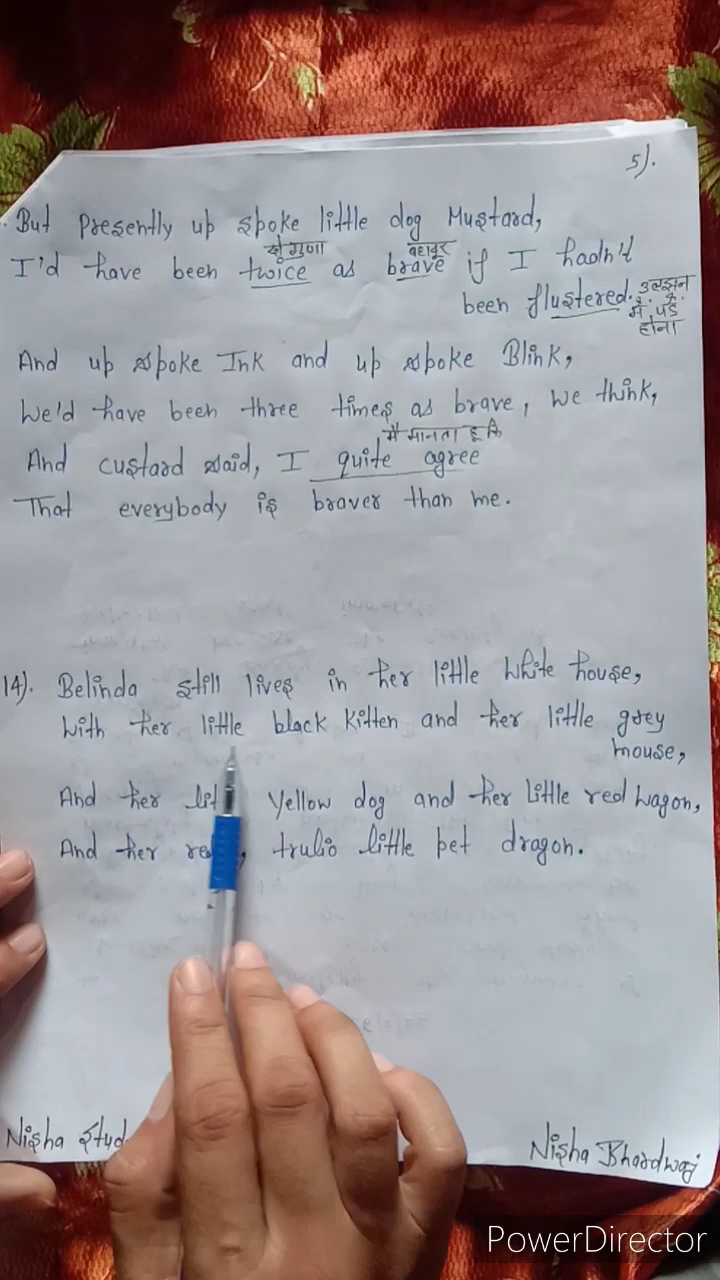 5).
But presently up spoke little dog Mustard,
दो गुणा बहादुर
I'd have been twice as brave if I hadn't
been flustered. उलझन
में पड़े
होना
And up spoke Ink and up spoke Blink,
We'd have been three times as brave, we think,
मैं मानता हू कि
And custard said, I quite agree
That everybody is braver than me.
14). Belinda still lives in her little white house,
With her little black kitten and her little grey
mouse,
And her yellow dog and her little red wagon,
And her trulio little pet dragon.
Nisha
Nisha Bhardwaj
PowerDirector